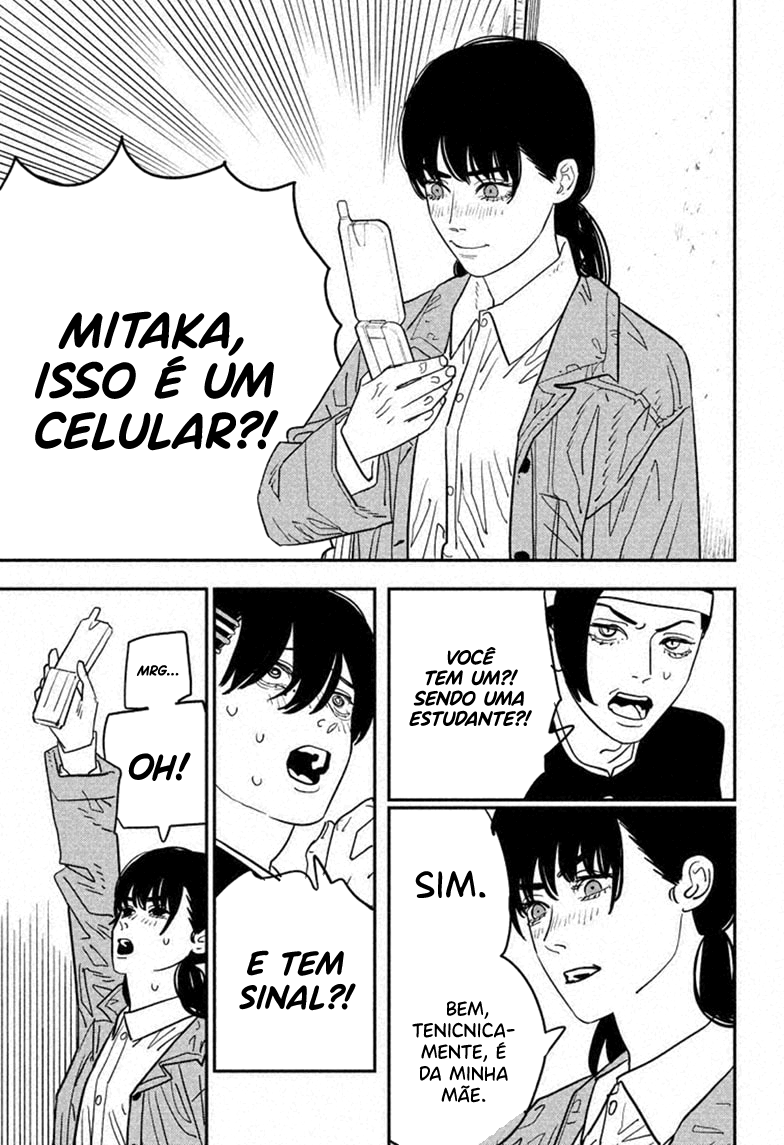 MITAKA,
ISSO É UM
CELULAR?!
VOCÊ
TEM UM?!
SENDO UMA
ESTUDANTE?!
SIM.
BEM,
TENICNICA-
MENTE, É
DA MINHA
MÃE.
E TEM
SINAL?!
MRG...
OH!